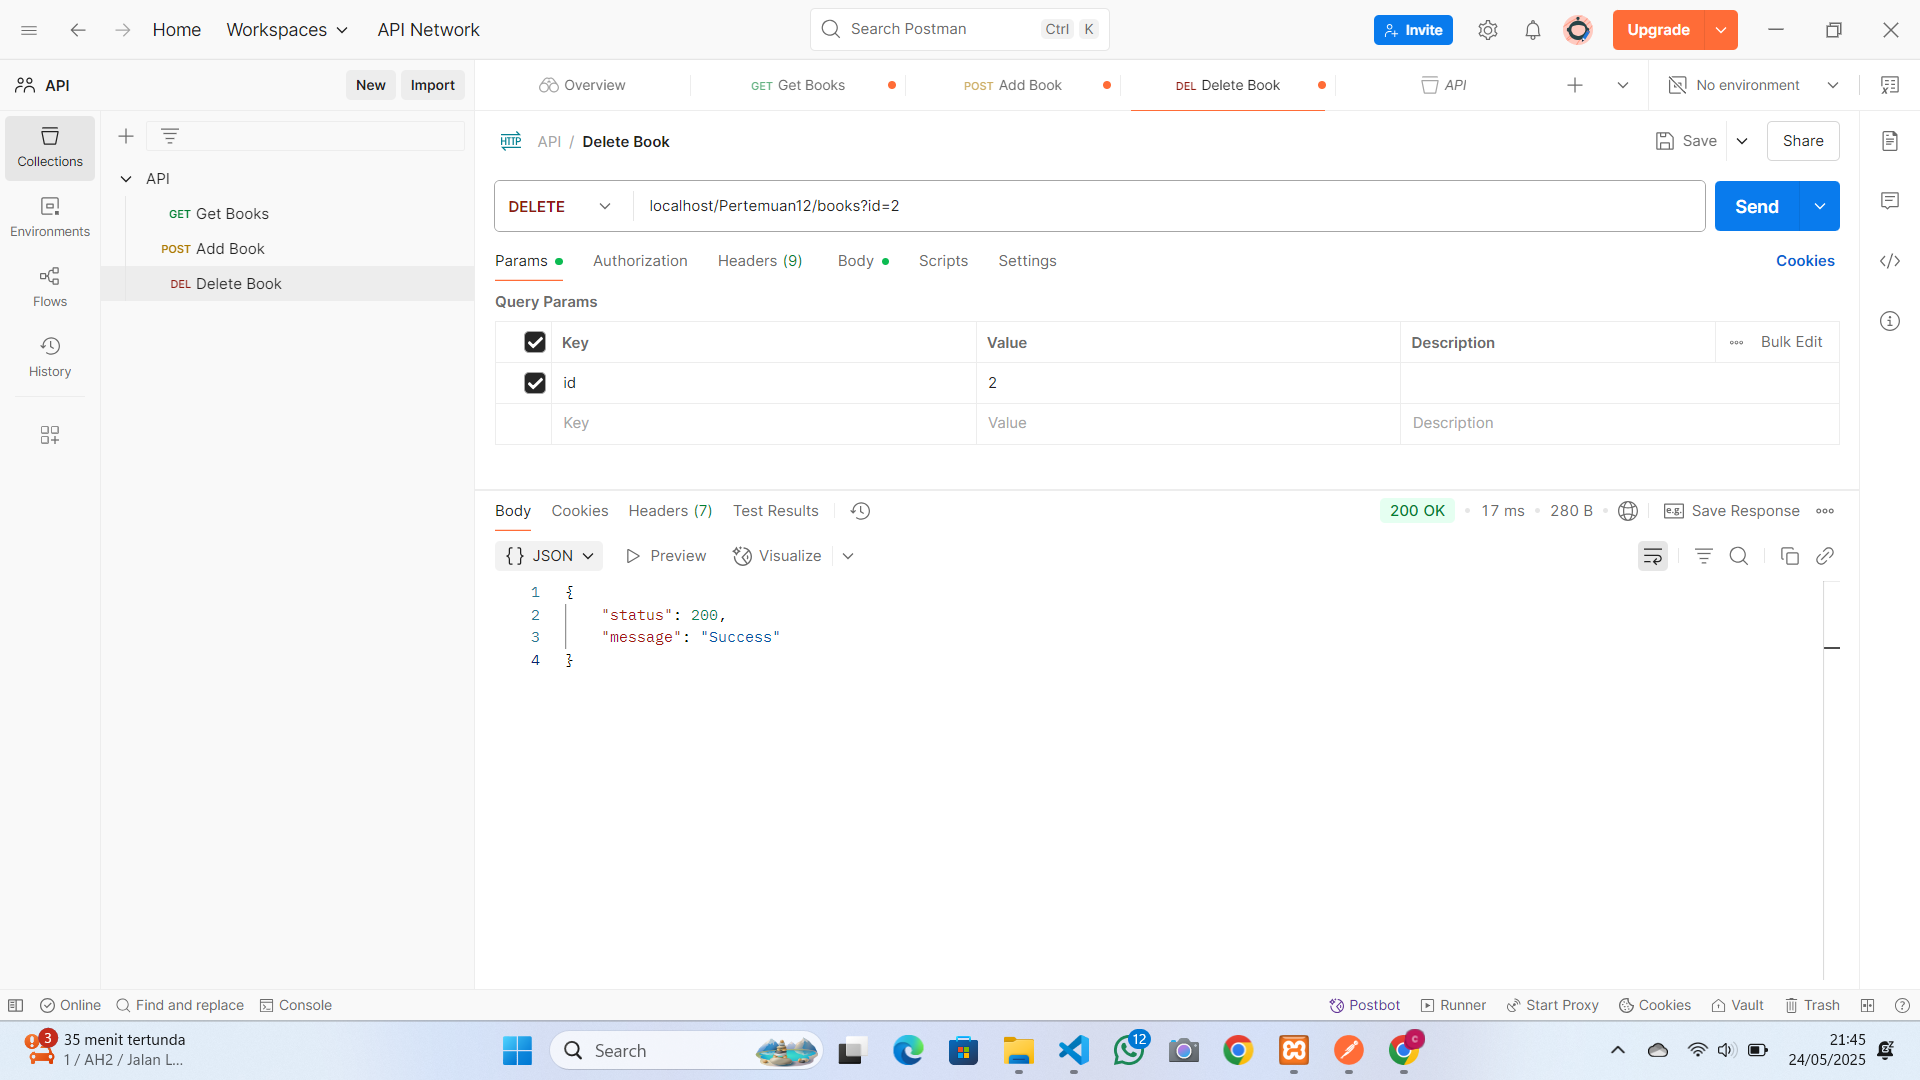 Home Workspaces API Network
Search Postman Ctrl K
Invite Upgrade
API New Import
Overview GET Get Books POST Add Book DEL Delete Book API No environment
Collections
Environments
Flows
History
API
GET Get Books
POST Add Book
DEL Delete Book
HTTP API / Delete Book Save Share
DELETE localhost/Pertemuan12/books?id=2 Send
Params Authorization Headers (9) Body Scripts Settings Cookies
Query Params
Key Value Description Bulk Edit
id 2
Key Value Description
Body Cookies Headers (7) Test Results 200 OK 17 ms 280 B e.g. Save Response
{} JSON Preview Visualize
1 {
2 "status": 200,
3 "message": "Success"
4 }
Online Find and replace Console Postbot Runner Start Proxy Cookies Vault Trash
3 35 menit tertunda
1 / AH2 / Jalan L...
Search 12 C
21:45
24/05/2025